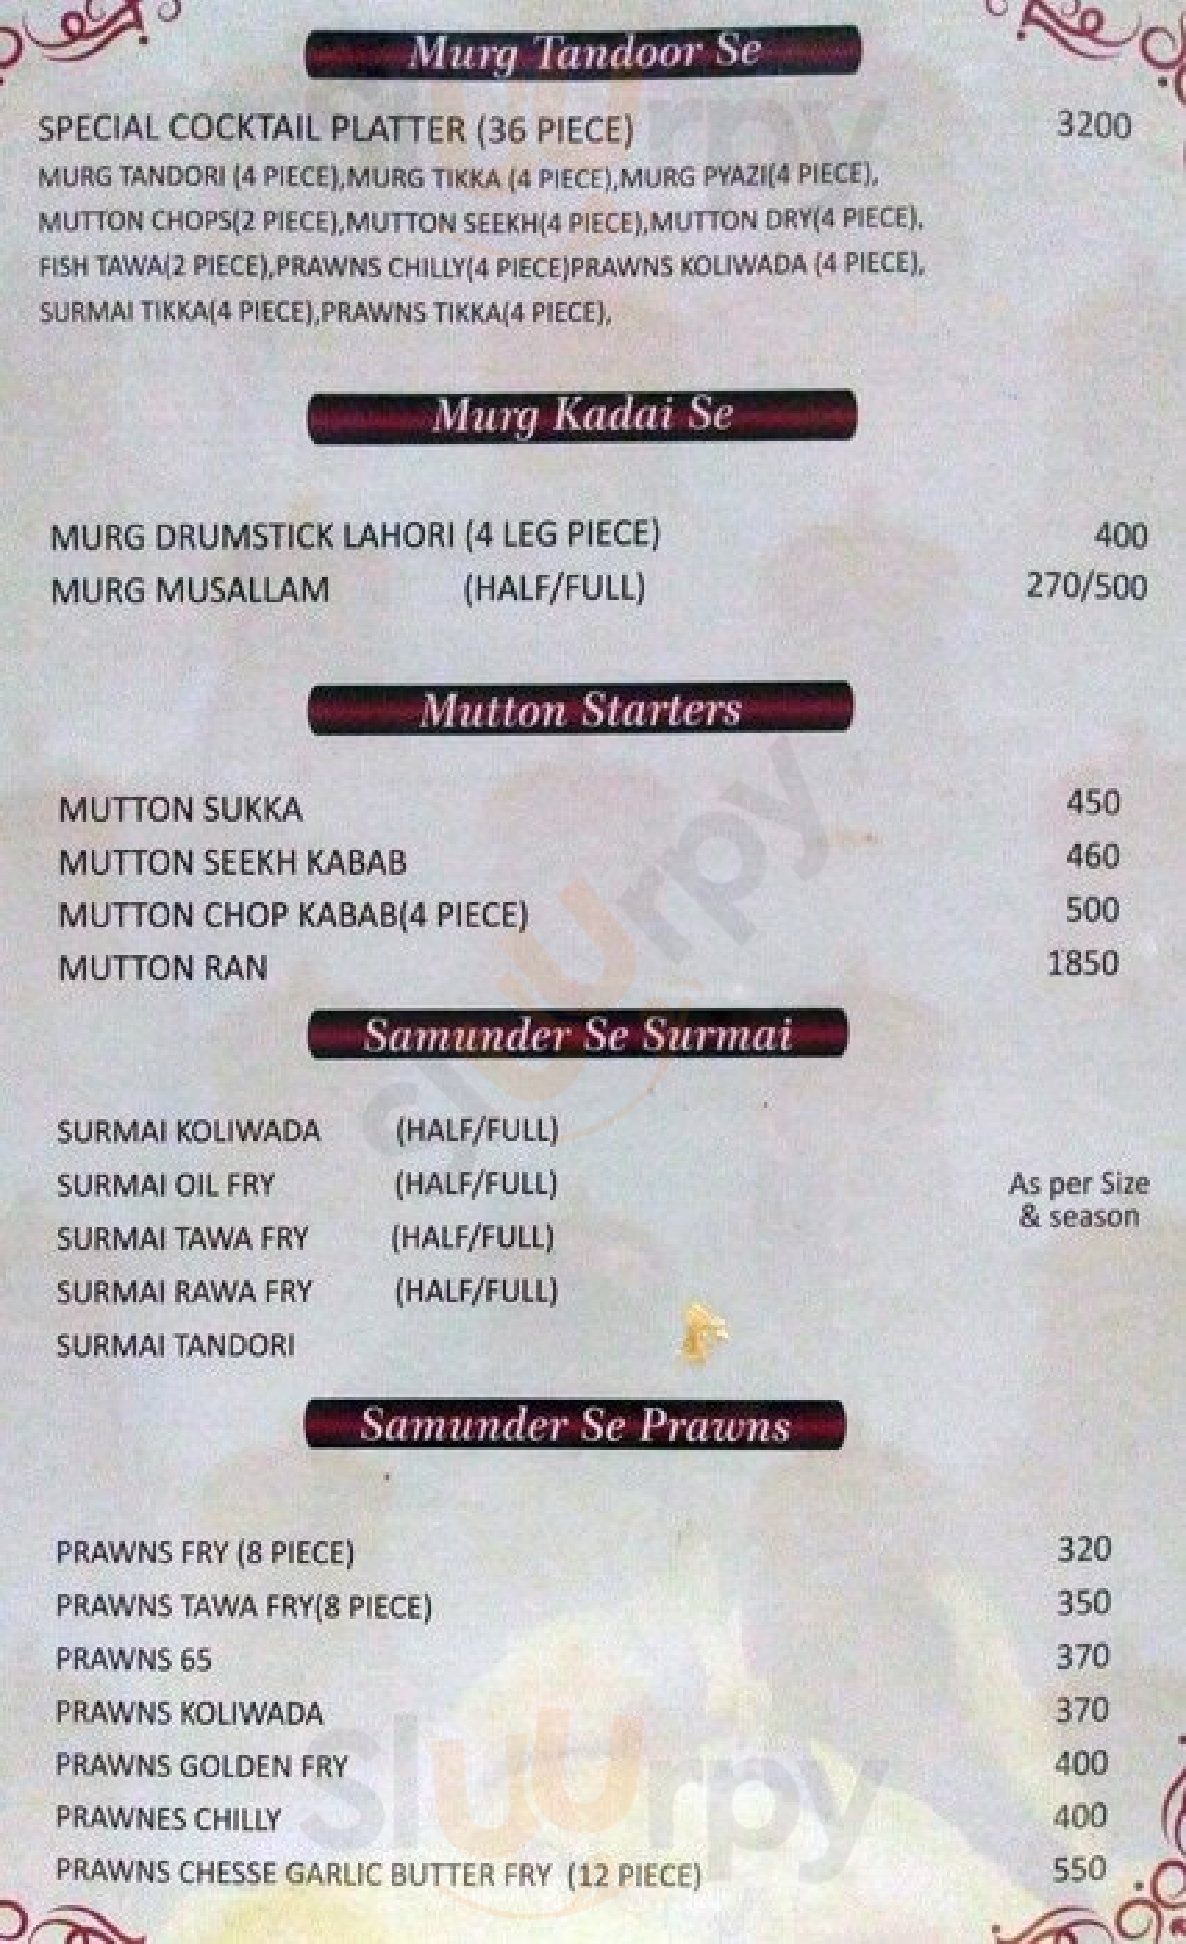 Murg Tandoor Se
SPECIAL COCKTAIL PLATTER (36 PIECE) 3200
MURG TANDORI (4 PIECE),MURG TIKKA (4 PIECE),MURG PYAZI(4 PIECE),
MUTTON CHOPS(2 PIECE),MUTTON SEEKH(4 PIECE),MUTTON DRY(4 PIECE),
FISH TAWA(2 PIECE),PRAWNS CHILLY(4 PIECE)PRAWNS KOLIWADA (4 PIECE),
SURMAI TIKKA(4 PIECE),PRAWNS TIKKA(4 PIECE),
Murg Kadai Se
MURG DRUMSTICK LAHORI (4 LEG PIECE) 400
MURG MUSALLAM (HALF/FULL) 270/500
Mutton Starters
MUTTON SUKKA 450
MUTTON SEEKH KABAB 460
MUTTON CHOP KABAB(4 PIECE) 500
MUTTON RAN 1850
Samunder Se Surmai
SURMAI KOLIWADA (HALF/FULL)
SURMAI OIL FRY (HALF/FULL) As per Size
& season
SURMAI TAWA FRY (HALF/FULL)
SURMAI RAWA FRY (HALF/FULL)
SURMAI TANDORI
Samunder Se Prawns
PRAWNS FRY (8 PIECE) 320
PRAWNS TAWA FRY(8 PIECE) 350
PRAWNS 65 370
PRAWNS KOLIWADA 370
PRAWNS GOLDEN FRY 400
PRAWNES CHILLY 400
PRAWNS CHESSE GARLIC BUTTER FRY (12 PIECE) 550
sluurpy
sluurpy
sluurpy